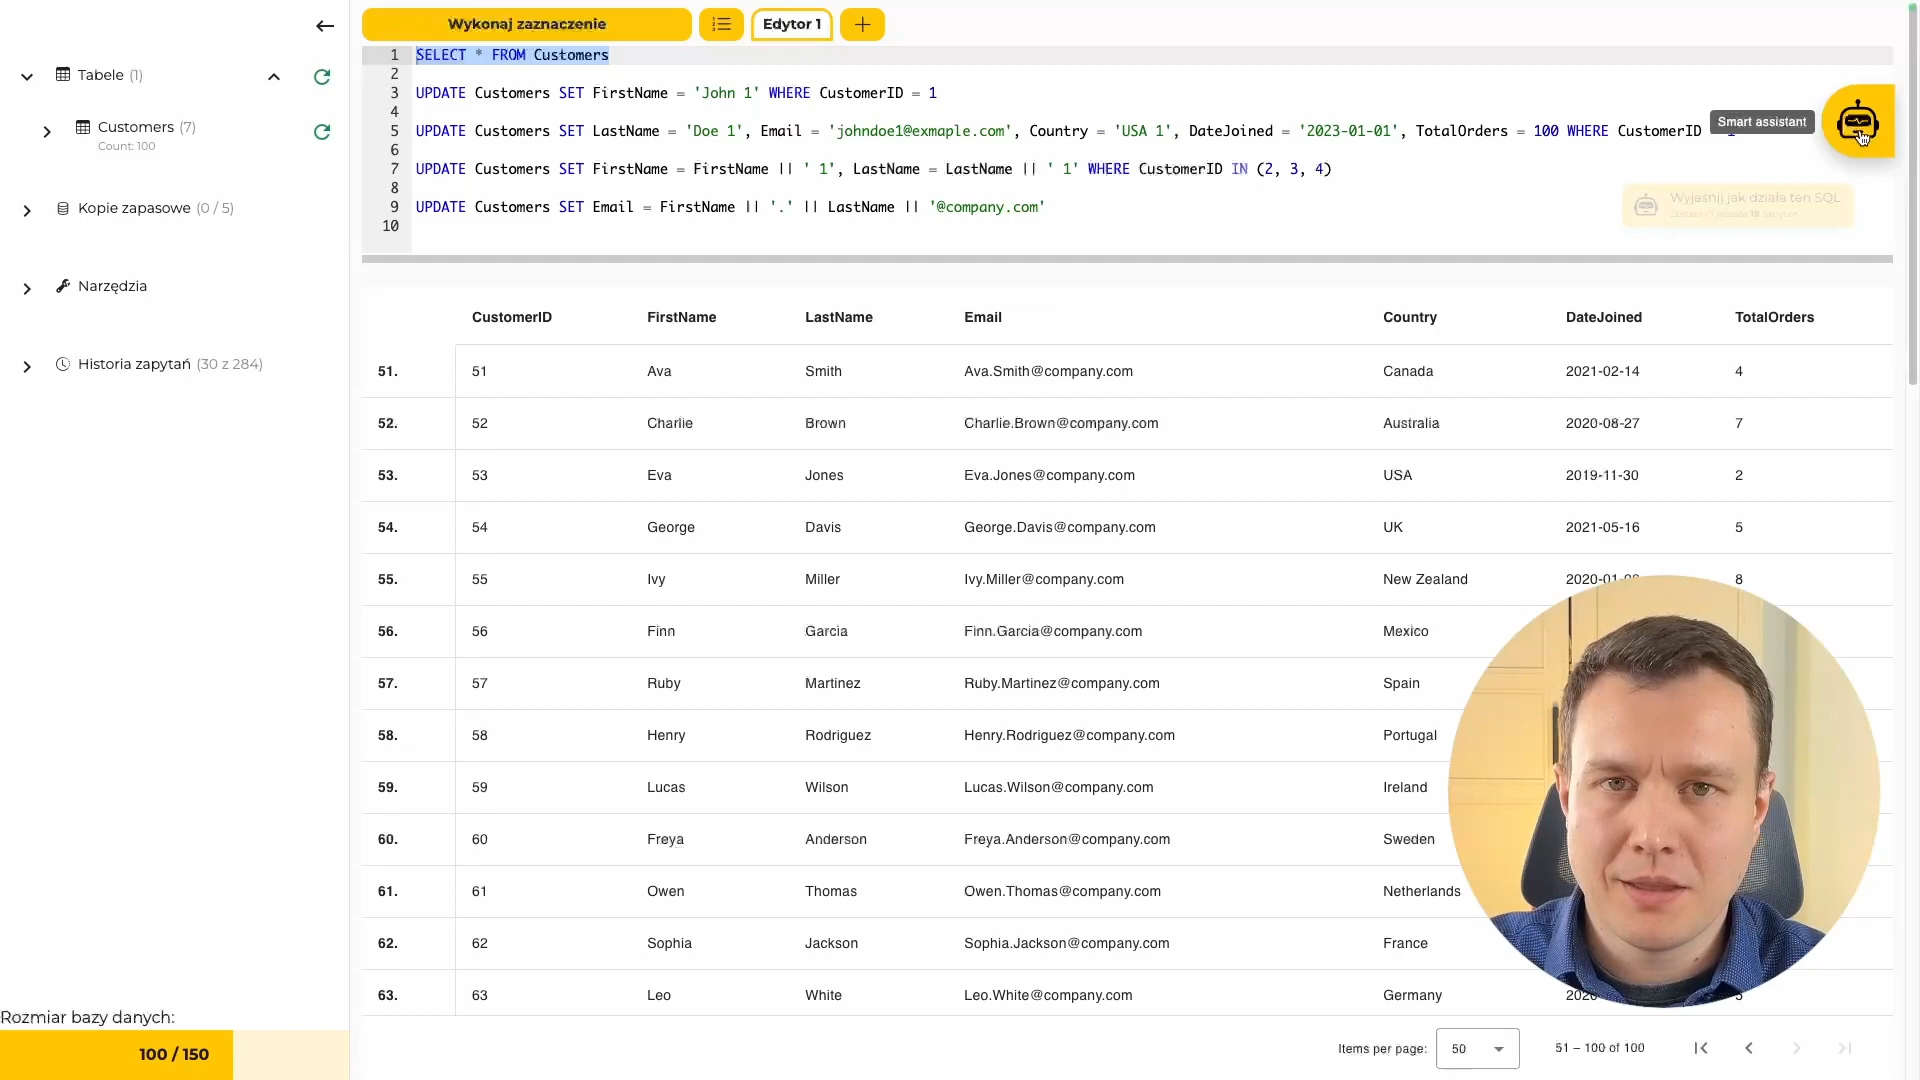 Wykonaj zaznaczenie
Edytor 1
Tabele (1)
Customers (7)
Count: 100
Kopie zapasowe (0 / 5)
Narzędzia
Historia zapytań (30 z 284)
Rozmiar bazy danych:
100 / 150
1 SELECT * FROM Customers
2
3 UPDATE Customers SET FirstName = 'John 1' WHERE CustomerID = 1
4
5 UPDATE Customers SET LastName = 'Doe 1', Email = 'johndoe1@exmaple.com', Country = 'USA 1', DateJoined = '2023-01-01', TotalOrders = 100 WHERE CustomerID
6
7 UPDATE Customers SET FirstName = FirstName || ' 1', LastName = LastName || ' 1' WHERE CustomerID IN (2, 3, 4)
8
9 UPDATE Customers SET Email = FirstName || '.' || LastName || '@company.com'
10
Smart assistant
Wyjaśnij jak działa ten SQL
CustomerID FirstName LastName Email Country DateJoined TotalOrders
51. 51 Ava Smith Ava.Smith@company.com Canada 2021-02-14 4
52. 52 Charlie Brown Charlie.Brown@company.com Australia 2020-08-27 7
53. 53 Eva Jones Eva.Jones@company.com USA 2019-11-30 2
54. 54 George Davis George.Davis@company.com UK 2021-05-16 5
55. 55 Ivy Miller Ivy.Miller@company.com New Zealand 8
56. 56 Finn Garcia Finn.Garcia@company.com Mexico
57. 57 Ruby Martinez Ruby.Martinez@company.com Spain
58. 58 Henry Rodriguez Henry.Rodriguez@company.com Portugal
59. 59 Lucas Wilson Lucas.Wilson@company.com Ireland
60. 60 Freya Anderson Freya.Anderson@company.com Sweden
61. 61 Owen Thomas Owen.Thomas@company.com Netherlands
62. 62 Sophia Jackson Sophia.Jackson@company.com France
63. 63 Leo White Leo.White@company.com Germany
Items per page: 50 51 – 100 of 100